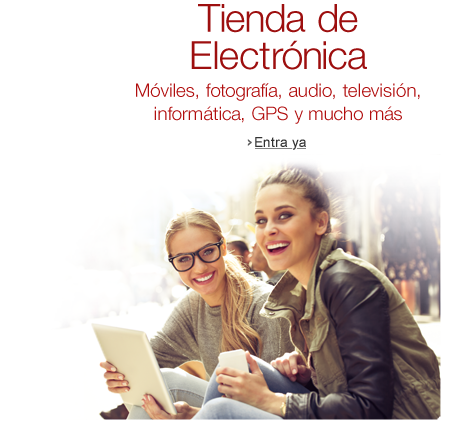 Tienda de
Electrónica
Móviles, fotografía, audio, televisión,
informática, GPS y mucho más
› Entra ya